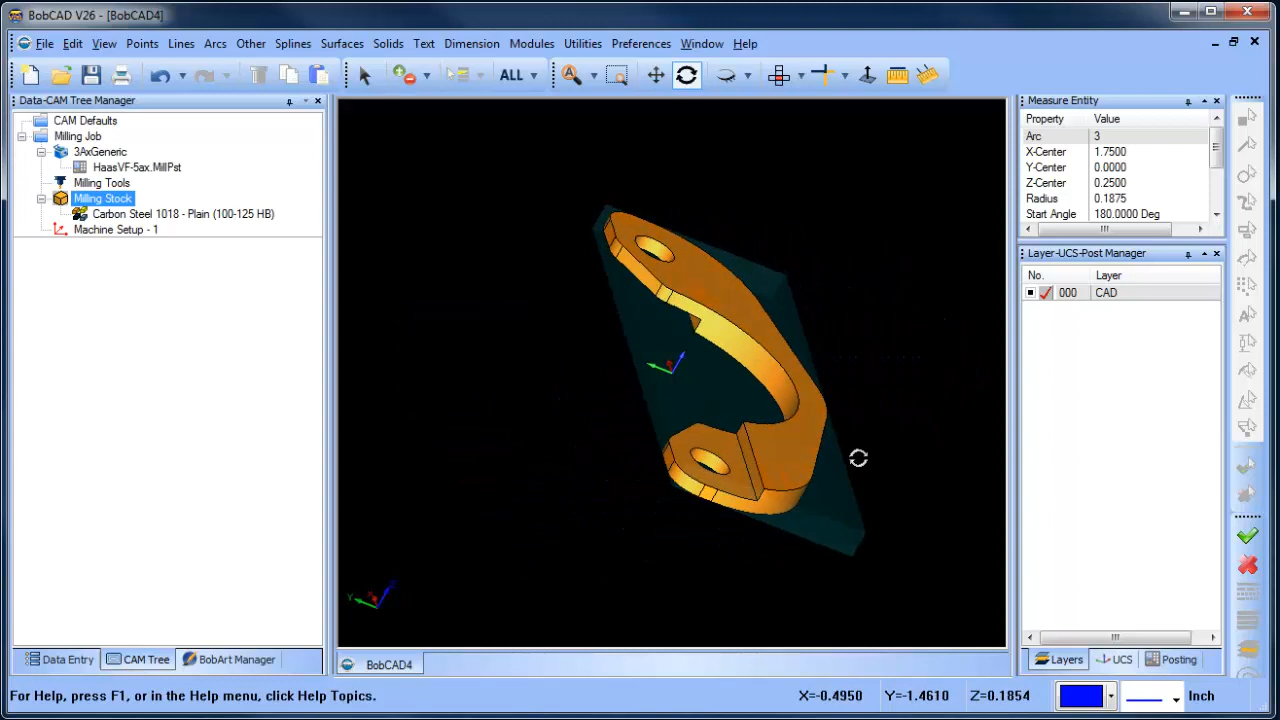 BobCAD V26 - [BobCAD4]
File Edit View Points Lines Arcs Other Splines Surfaces Solids Text Dimension Modules Utilities Preferences Window Help
ALL
Data-CAM Tree Manager
CAM Defaults
Milling Job
3AxGeneric
HaasVF-5ax.MillPst
Milling Tools
Milling Stock
Carbon Steel 1018 - Plain (100-125 HB)
Machine Setup - 1
Measure Entity
Property Value
Arc 3
X-Center 1.7500
Y-Center 0.0000
Z-Center 0.2500
Radius 0.1875
Start Angle 180.0000 Deg
Layer-UCS-Post Manager
No. Layer
000 CAD
Y
Data Entry CAM Tree BobArt Manager
BobCAD4
Layers UCS Posting
For Help, press F1, or in the Help menu, click Help Topics.
X=-0.4950 Y=-1.4610 Z=0.1854 Inch